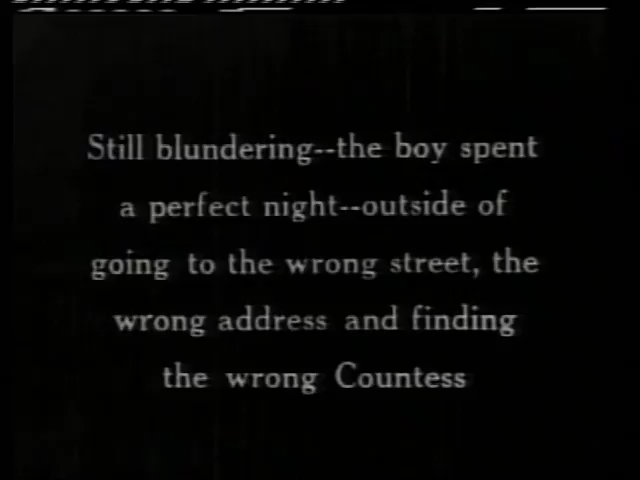 Still blundering--the boy spent
a perfect night--outside of
going to the wrong street, the
wrong address and finding
the wrong Countess